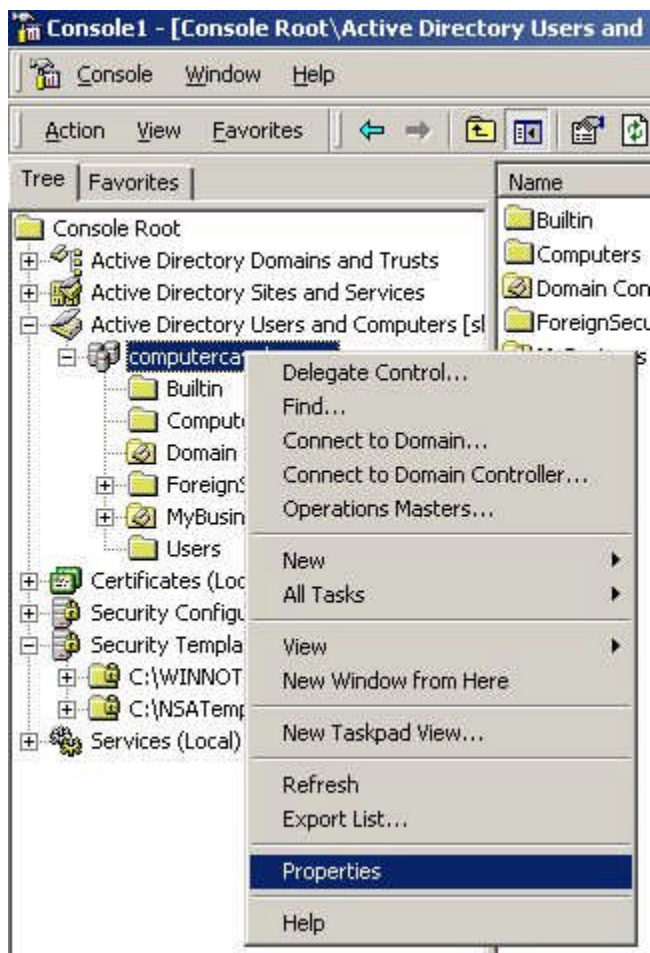 Console1 - [Console Root\Active Directory Users and
Console Window Help
Action View Favorites
Tree Favorites
Name
Console Root
Active Directory Domains and Trusts
Active Directory Sites and Services
Active Directory Users and Computers [sl
Builtin
Domain
MyBusin
Users
Certificates (Loc
Security Configu
Security Templa
C:\WINNOT
C:\NSATemp
Services (Local)
Builtin
Computers
Domain Con
ForeignSecu
Delegate Control...
Find...
Connect to Domain...
Connect to Domain Controller...
Operations Masters...
New
All Tasks
View
New Window from Here
New Taskpad View...
Refresh
Export List...
Properties
Help